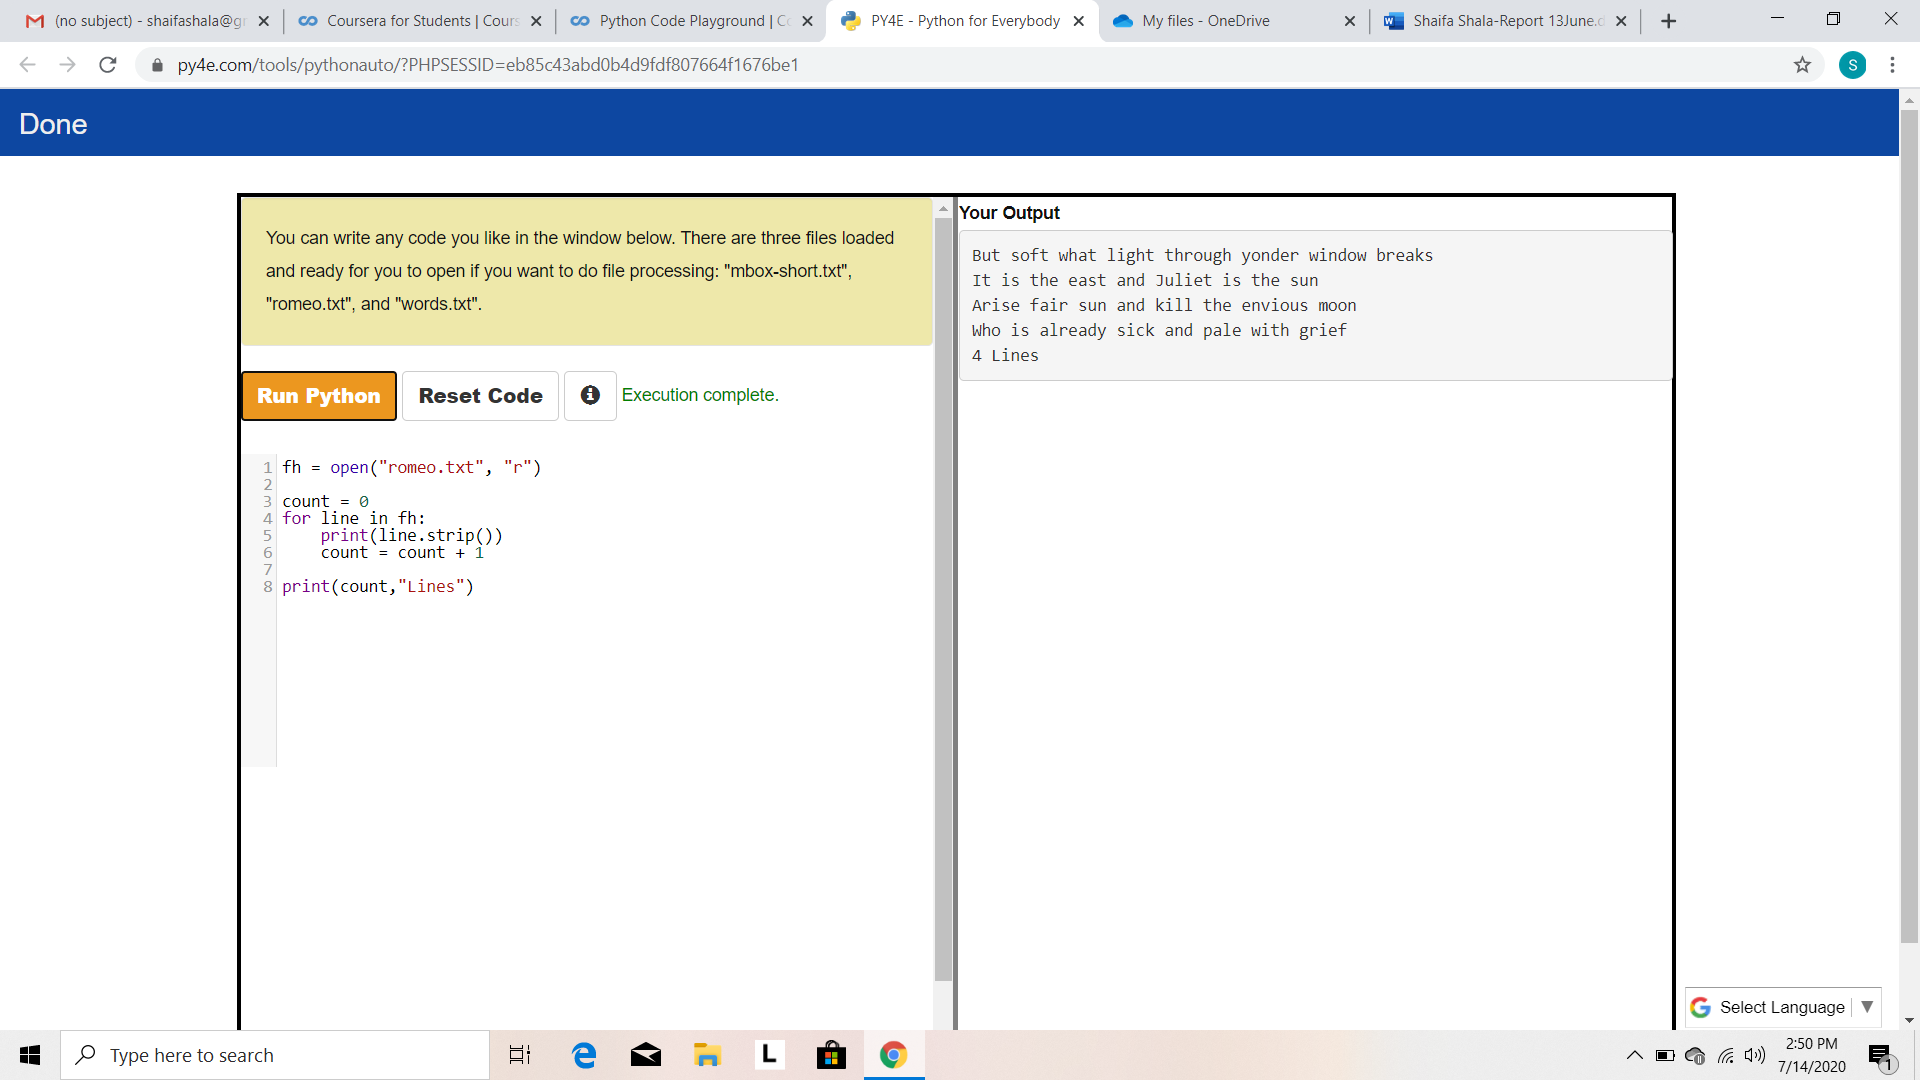 (no subject) - shaifashala@gr
Coursera for Students | Cours
Python Code Playground | Co
PY4E - Python for Everybody
My files - OneDrive
Shaifa Shala-Report 13June.d
py4e.com/tools/pythonauto/?PHPSESSID=eb85c43abd0b4d9fdf807664f1676be1
S
Done
You can write any code you like in the window below. There are three files loaded
and ready for you to open if you want to do file processing: "mbox-short.txt",
"romeo.txt", and "words.txt".
Run Python
Reset Code
Execution complete.
1 fh = open("romeo.txt", "r")
2
3 count = 0
4 for line in fh:
5     print(line.strip())
6     count = count + 1
7
8 print(count,"Lines")
Your Output
But soft what light through yonder window breaks
It is the east and Juliet is the sun
Arise fair sun and kill the envious moon
Who is already sick and pale with grief
4 Lines
Select Language
Type here to search
L
2:50 PM
7/14/2020
1